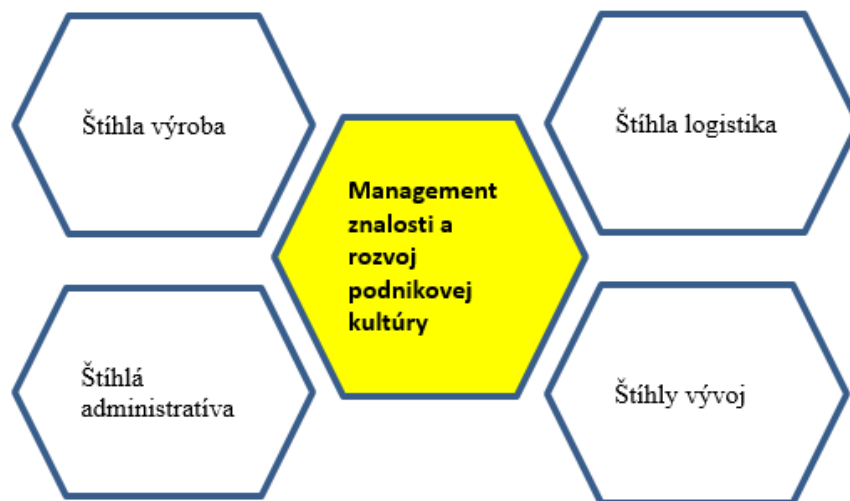 Štíhla výroba
Štíhla logistika
Management
znalosti a
rozvoj
podnikovej
kultúry
Štíhlá
administratíva
Štíhly vývoj